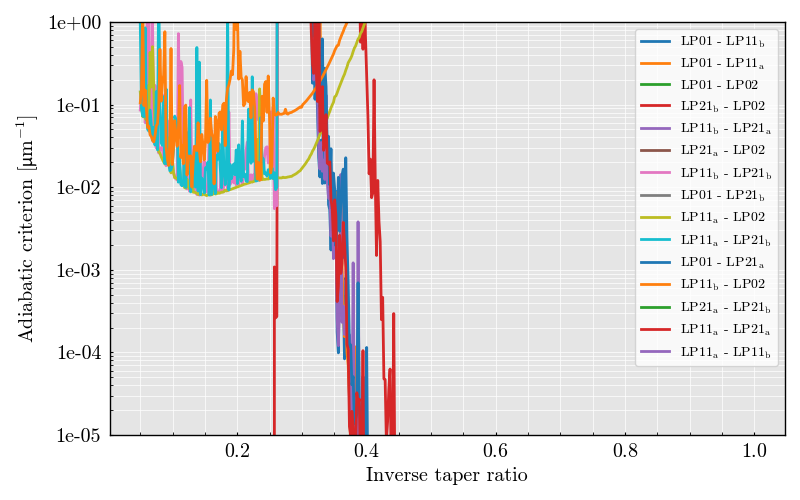 1e+00
1e-01
1e-02
1e-03
1e-04
1e-05
Adiabatic criterion [μm⁻¹]
0.2 0.4 0.6 0.8 1.0
Inverse taper ratio
LP01 - LP11b
LP01 - LP11a
LP01 - LP02
LP21b - LP02
LP11b - LP21a
LP21a - LP02
LP11b - LP21b
LP01 - LP21b
LP11a - LP02
LP11a - LP21b
LP01 - LP21a
LP11b - LP02
LP21a - LP21b
LP11a - LP21a
LP11a - LP11b